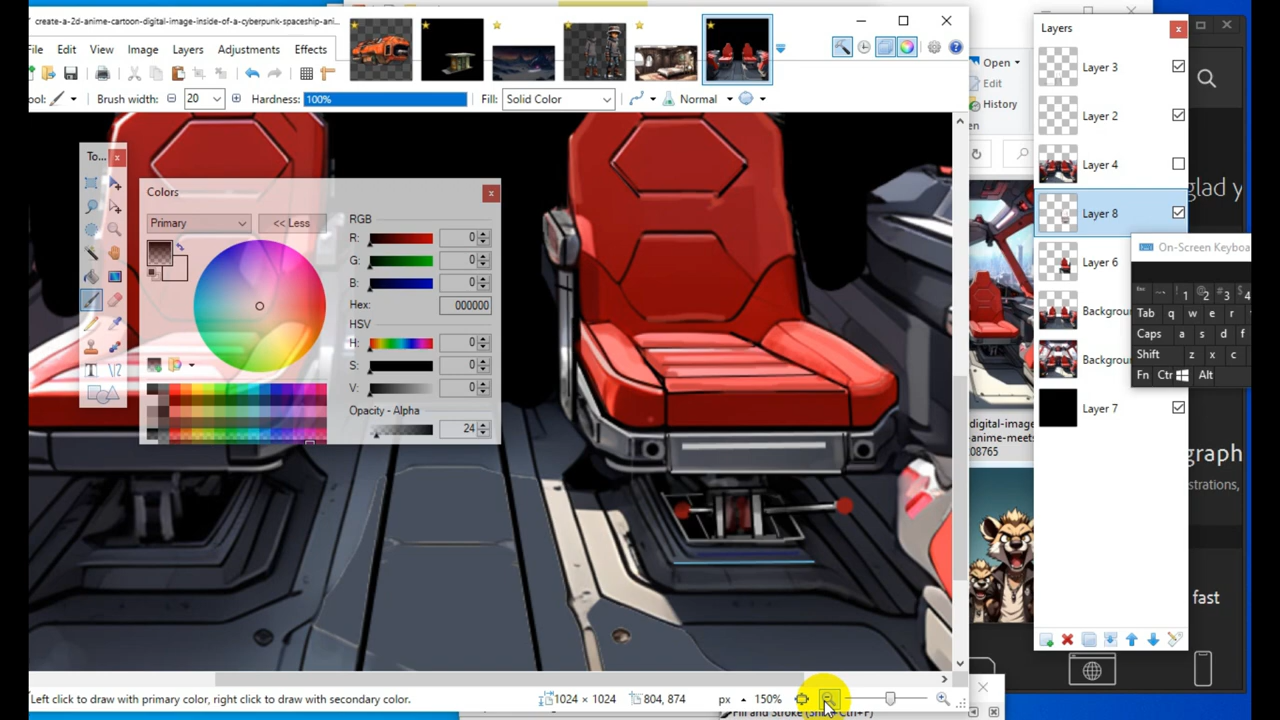 create-a-2d-anime-cartoon-digital-image-inside-of-a-cyberpunk-spaceship-ani...
File Edit View Image Layers Adjustments Effects
ool: Brush width: 20 Hardness: 100% Fill: Solid Color Normal
To...
Colors
Primary << Less
RGB
R: 0
G: 0
B: 0
Hex: 000000
HSV
H: 0
S: 0
V: 0
Opacity - Alpha
24
Open
Edit
History
en
glad y
digital-image
-anime-meets
08765
graph
strations,
fast
Layers
Layer 3
Layer 2
Layer 4
Layer 8
Layer 6
Backgrou
Backgrou
Layer 7
On-Screen Keyboa
1 2 3 4
Tab q w e r
Caps a s d f
Shift z x c
Fn Ctr Alt
Left click to draw with primary color, right click to draw with secondary color.
1024 × 1024 804, 874 px 150%
Fill and Stroke (Shift+Ctrl+F)